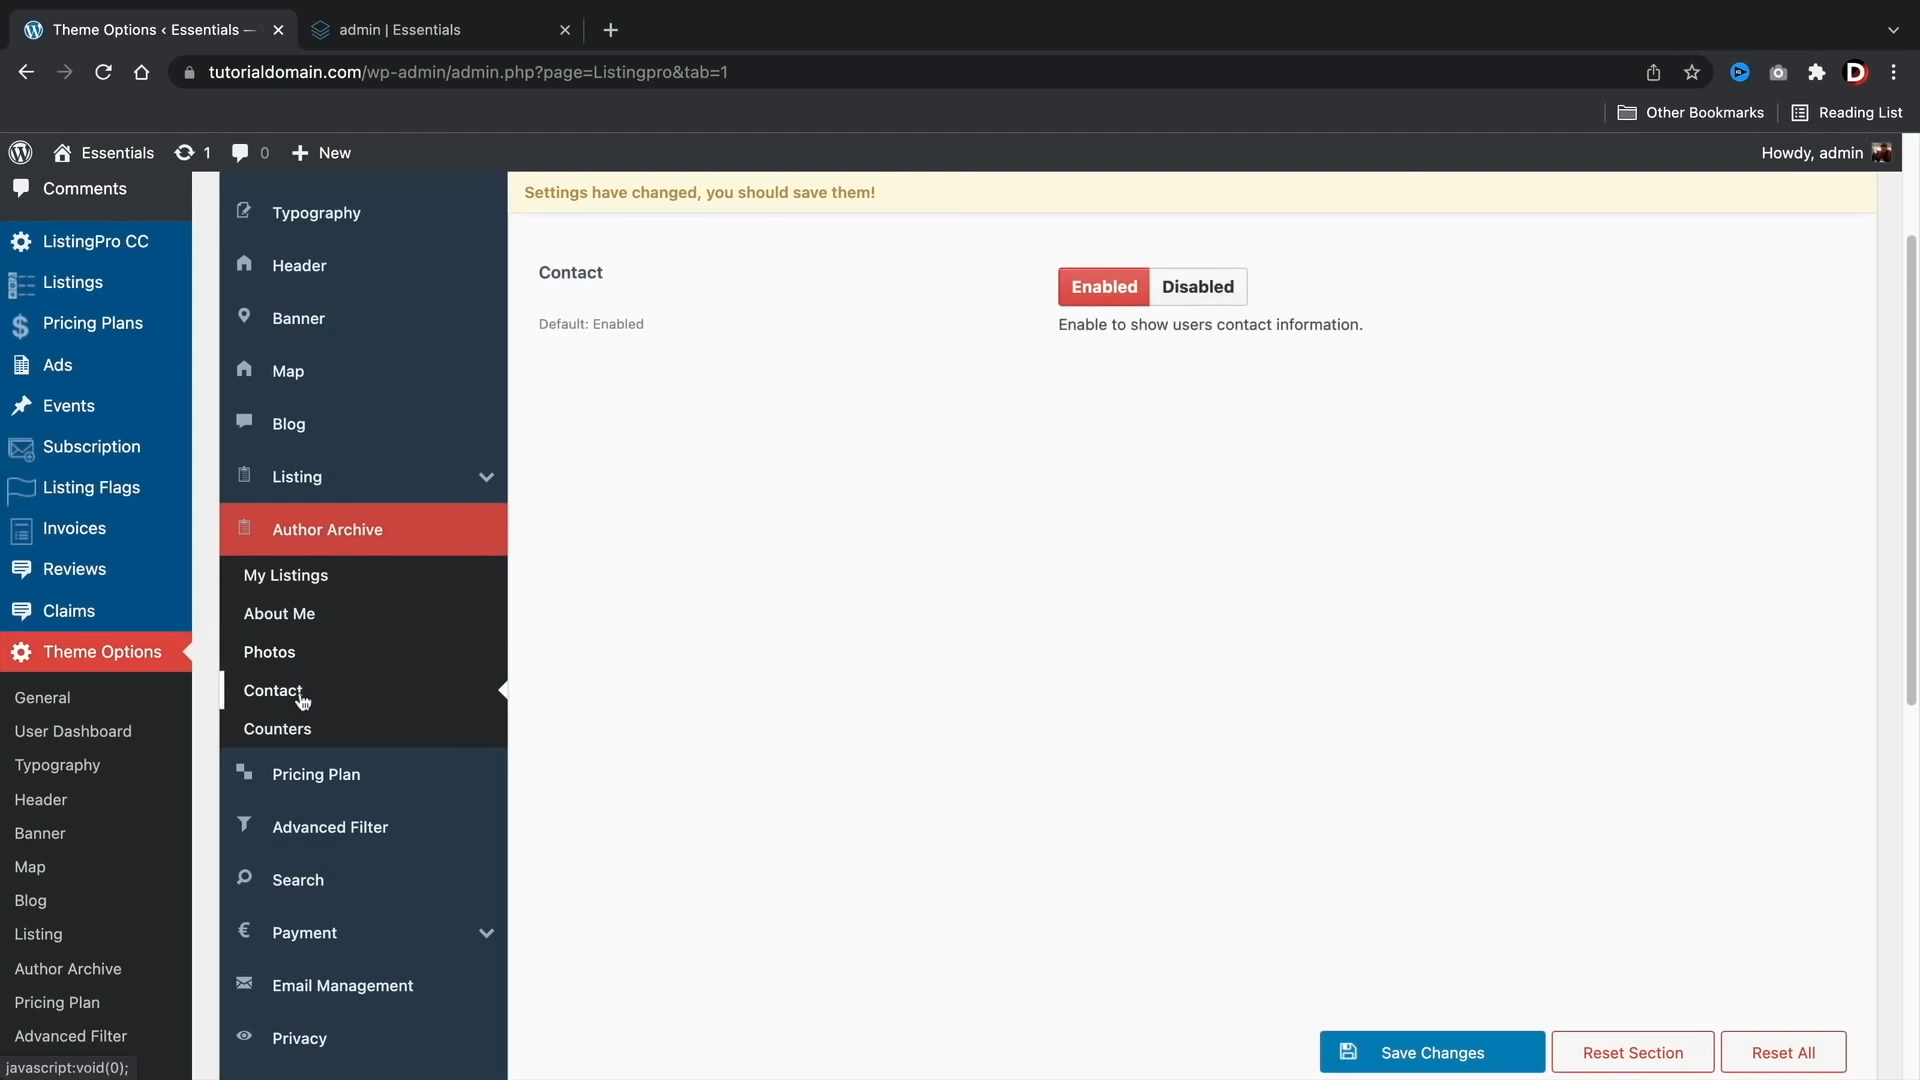 Theme Options ‹ Essentials —
admin | Essentials
tutorialdomain.com/wp-admin/admin.php?page=Listingpro&tab=1
Other Bookmarks
Reading List
Essentials
1
0
New
Howdy, admin
Comments
ListingPro CC
Listings
Pricing Plans
Ads
Events
Subscription
Listing Flags
Invoices
Reviews
Claims
Theme Options
General
User Dashboard
Typography
Header
Banner
Map
Blog
Listing
Author Archive
Pricing Plan
Advanced Filter
javascript:void(0);
Typography
Header
Banner
Map
Blog
Listing
Author Archive
My Listings
About Me
Photos
Contact
Counters
Pricing Plan
Advanced Filter
Search
Payment
Email Management
Privacy
Settings have changed, you should save them!
Contact
Default: Enabled
Enabled Disabled
Enable to show users contact information.
Save Changes
Reset Section
Reset All